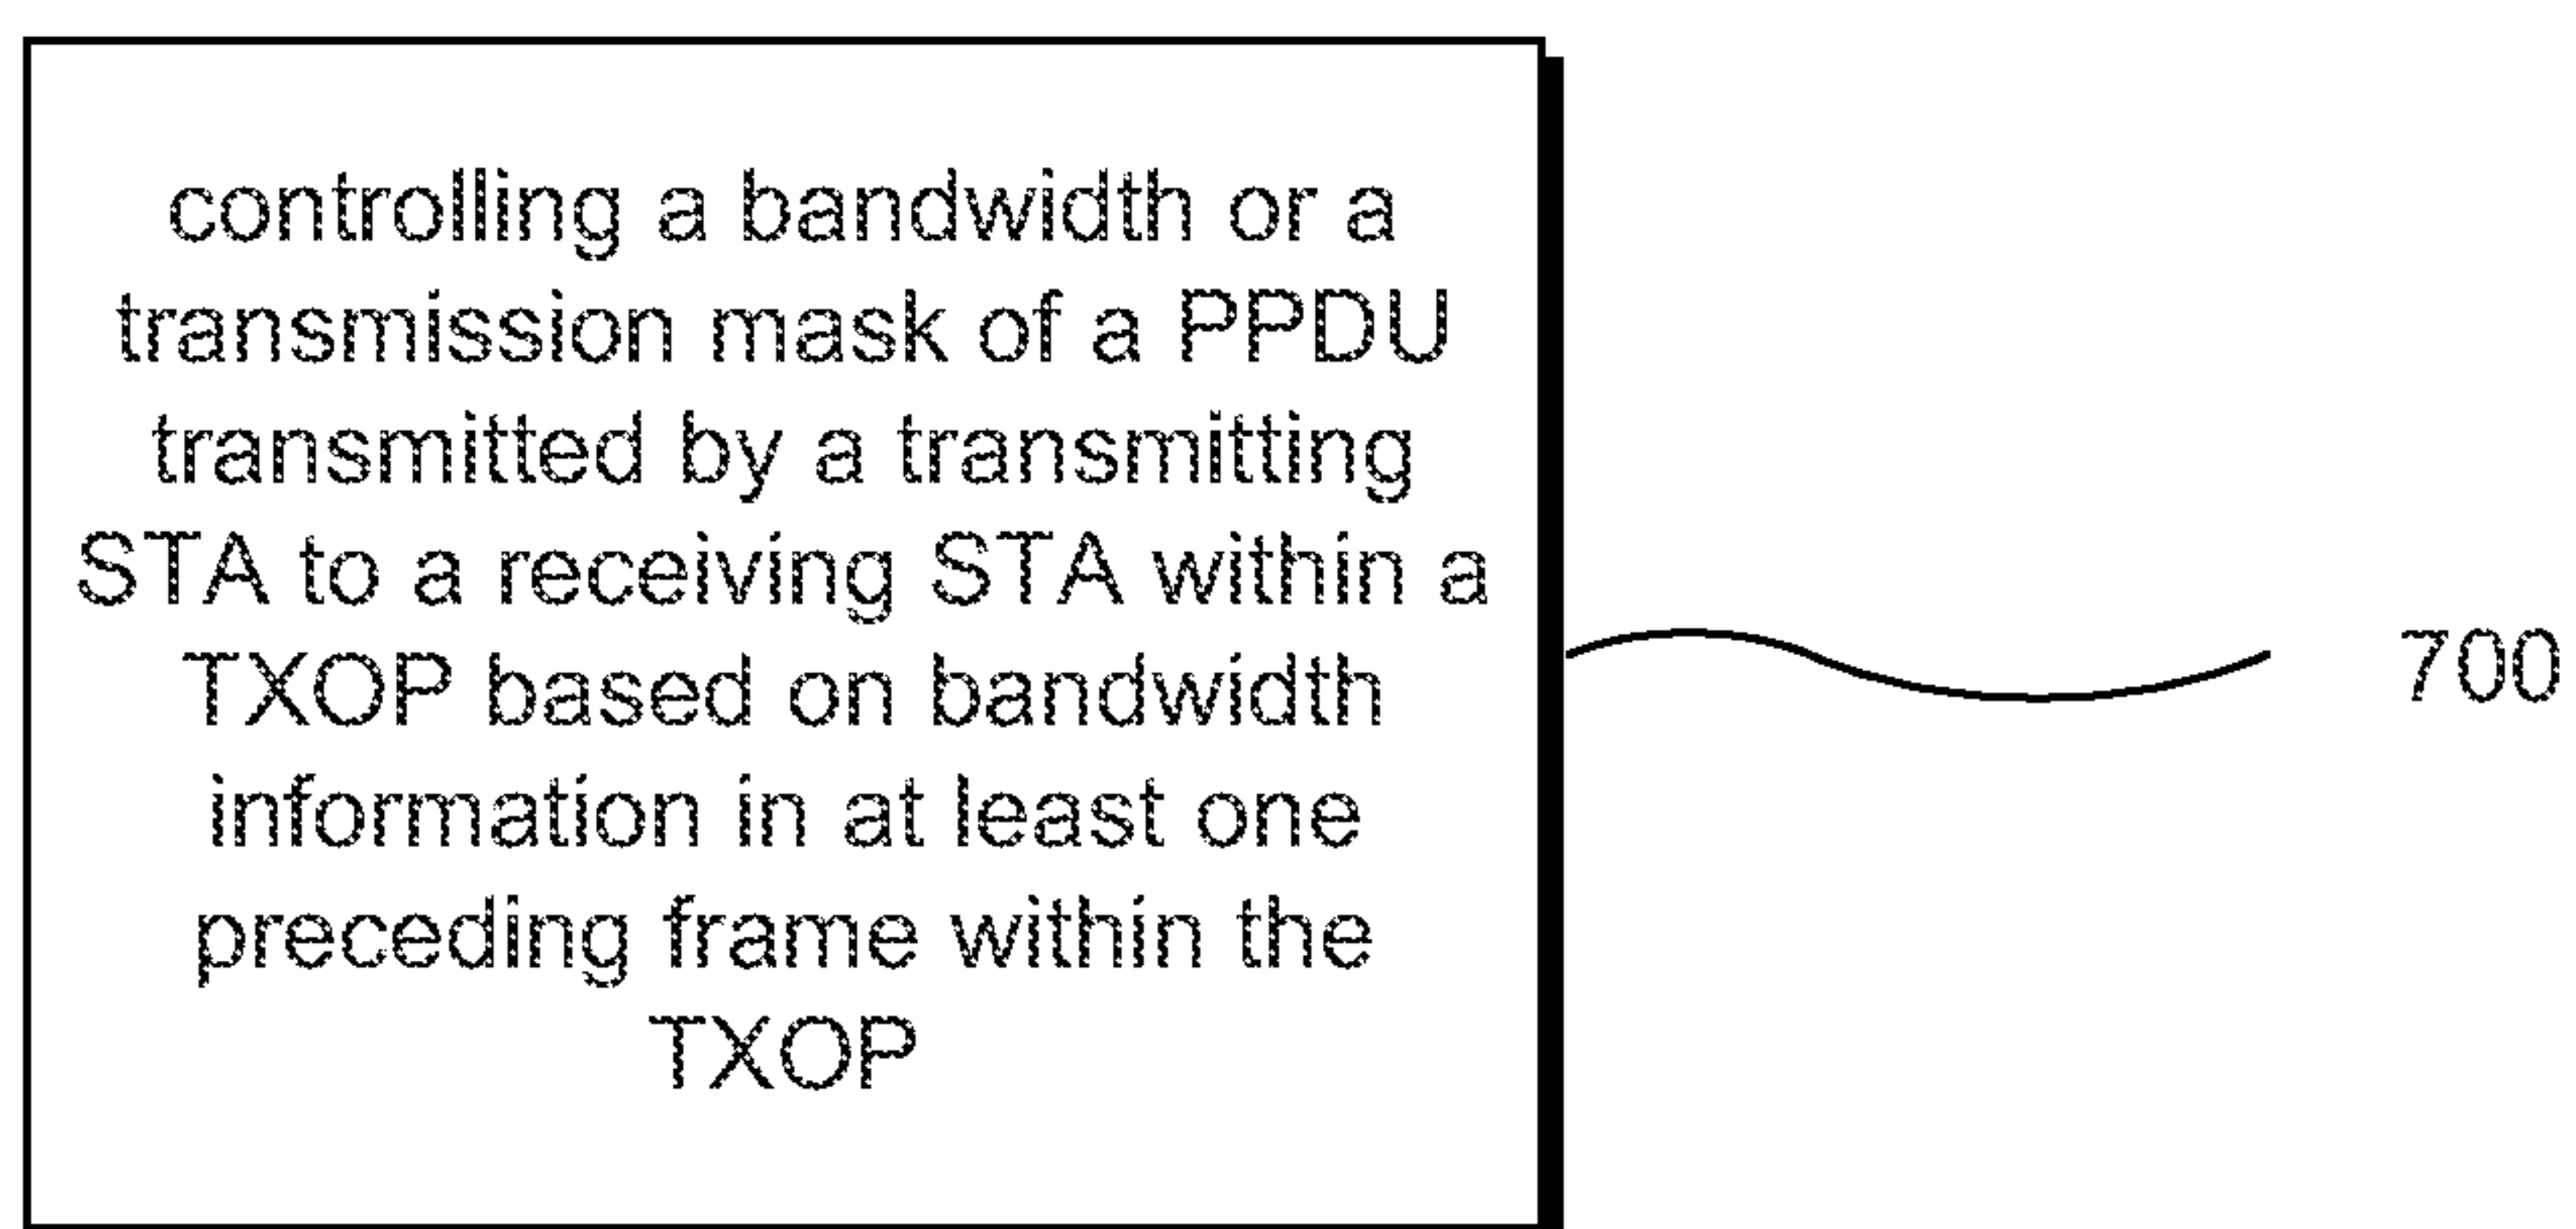 controlling a bandwidth or a
transmission mask of a PPDU
transmitted by a transmitting
STA to a receiving STA within a
TXOP based on bandwidth
information in at least one
preceding frame within the
TXOP
700